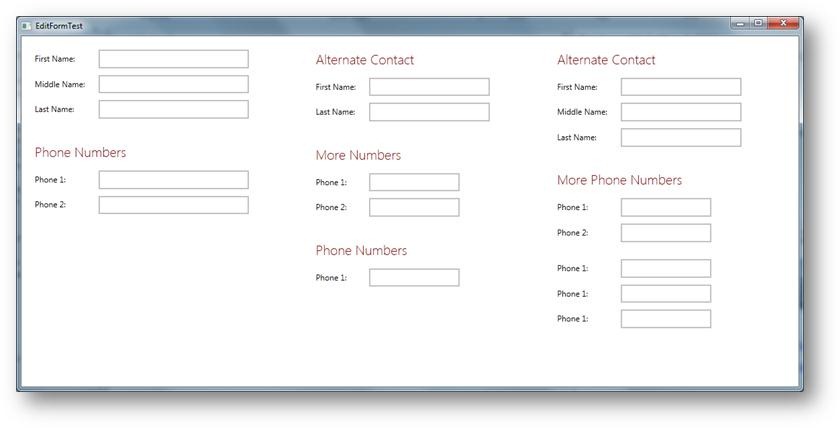 EditFormTest
First Name:
Middle Name:
Last Name:
Phone Numbers
Phone 1:
Phone 2:
Alternate Contact
First Name:
Last Name:
More Numbers
Phone 1:
Phone 2:
Phone Numbers
Phone 1:
Alternate Contact
First Name:
Middle Name:
Last Name:
More Phone Numbers
Phone 1:
Phone 2:
Phone 1:
Phone 1:
Phone 1: